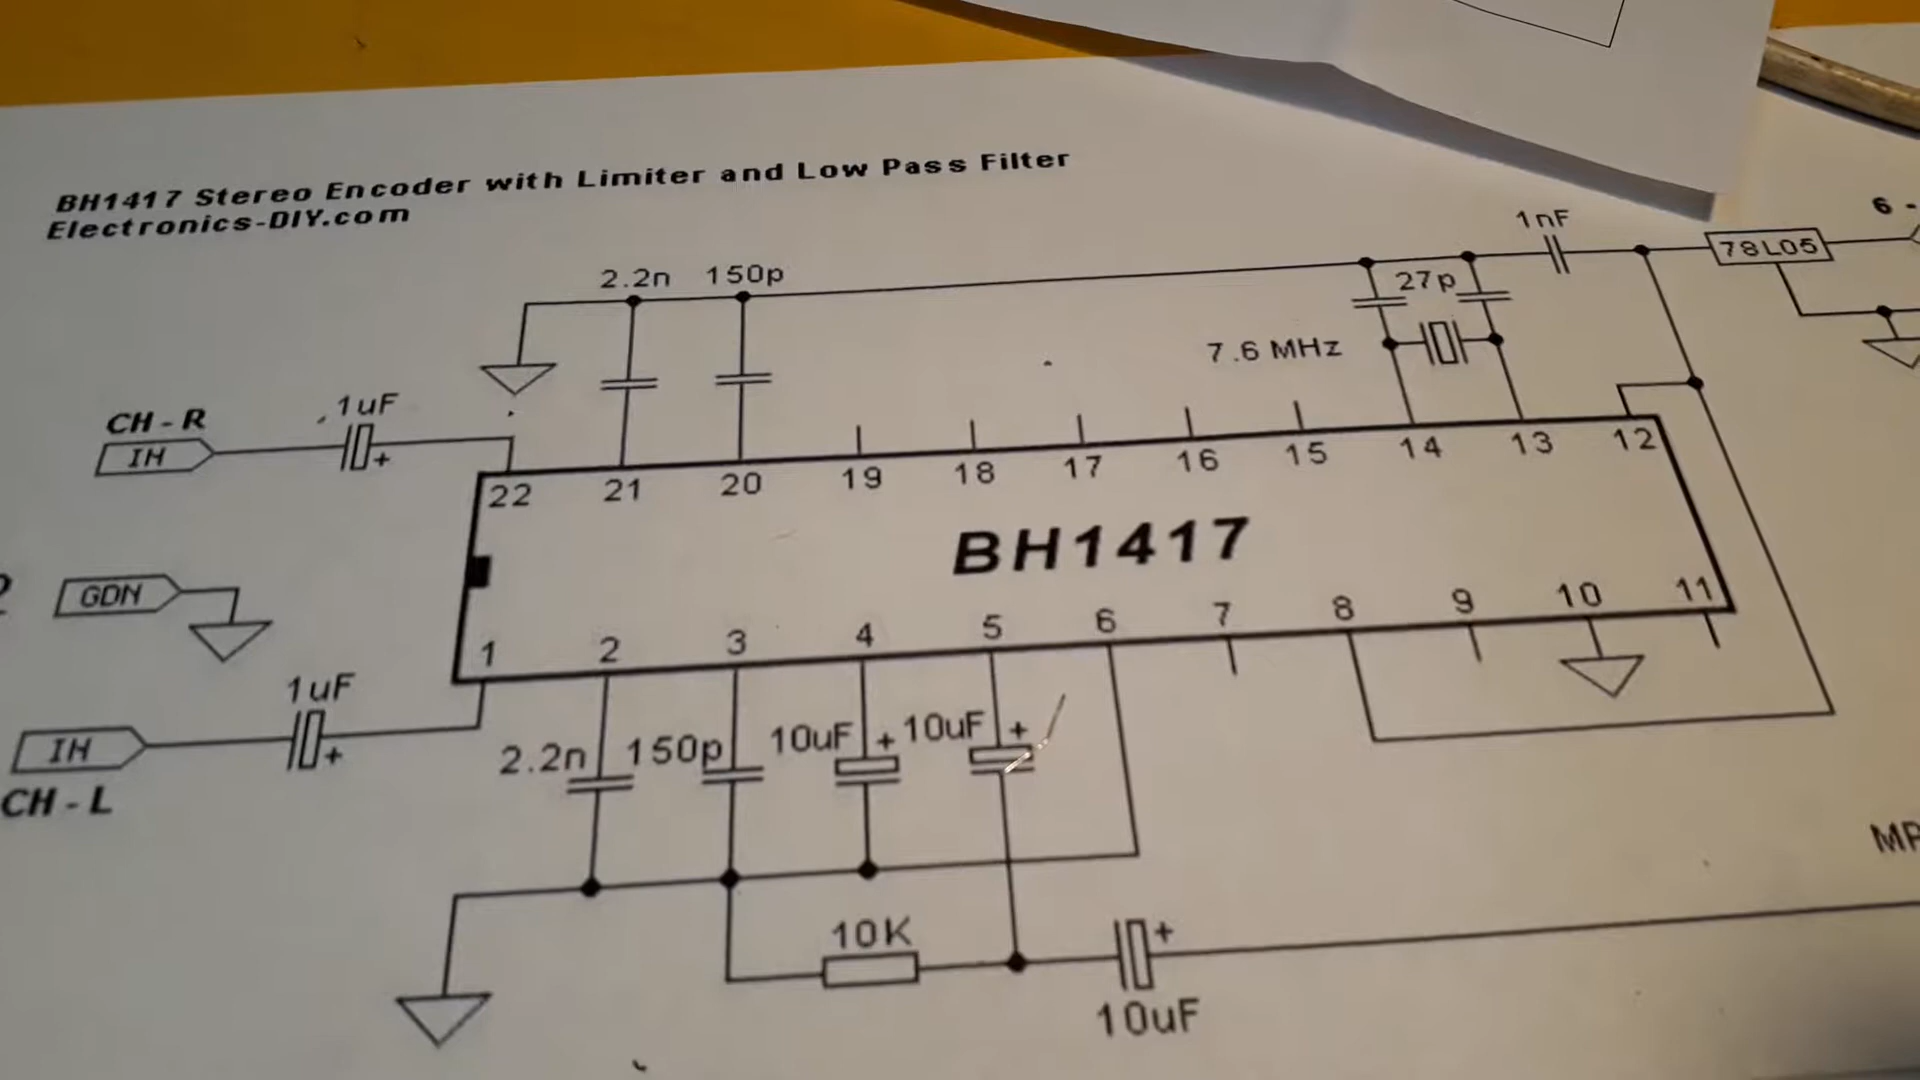 BH1417 Stereo Encoder with Limiter and Low Pass Filter
Electronics-DIY.com
6 -
1nF
78L05
2.2n 150p
27p
7.6 MHz
CH - R
1uF
IH
+
22 21 20 19 18 17 16 15 14 13 12
BH1417
GDN
1 2 3 4 5 6 7 8 9 10 11
1uF
IH
+
CH - L
2.2n 150p 10uF + 10uF +
10K
+
10uF